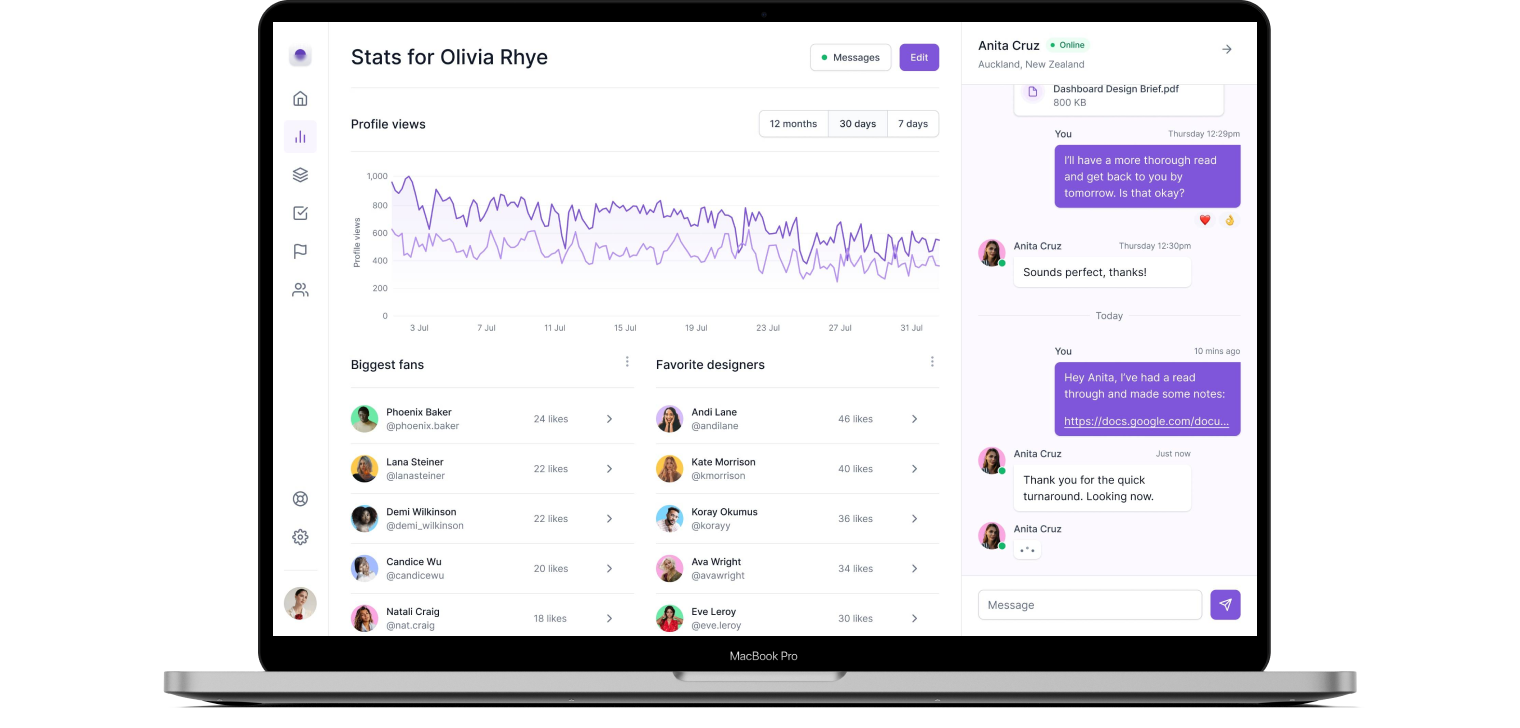 Stats for Olivia Rhye
Messages
Edit
Profile views
12 months
30 days
7 days
1,000
800
600
400
200
0
Profile views
3 Jul
7 Jul
11 Jul
15 Jul
19 Jul
23 Jul
27 Jul
31 Jul
Biggest fans
Phoenix Baker
@phoenix.baker
24 likes
Lana Steiner
@lanasteiner
22 likes
Demi Wilkinson
@demi_wilkinson
22 likes
Candice Wu
@candicewu
20 likes
Natali Craig
@nat.craig
18 likes
Favorite designers
Andi Lane
@andilane
46 likes
Kate Morrison
@kmorrison
40 likes
Koray Okumus
@korayy
36 likes
Ava Wright
@avawright
34 likes
Eve Leroy
@eve.leroy
30 likes
Anita Cruz
Online
Auckland, New Zealand
Dashboard Design Brief.pdf
800 KB
You
Thursday 12:29pm
I'll have a more thorough read
and get back to you by
tomorrow. Is that okay?
Anita Cruz
Thursday 12:30pm
Sounds perfect, thanks!
Today
You
10 mins ago
Hey Anita, I've had a read
through and made some notes:
https://docs.google.com/docu...
Anita Cruz
Just now
Thank you for the quick
turnaround. Looking now.
Anita Cruz
Message
MacBook Pro